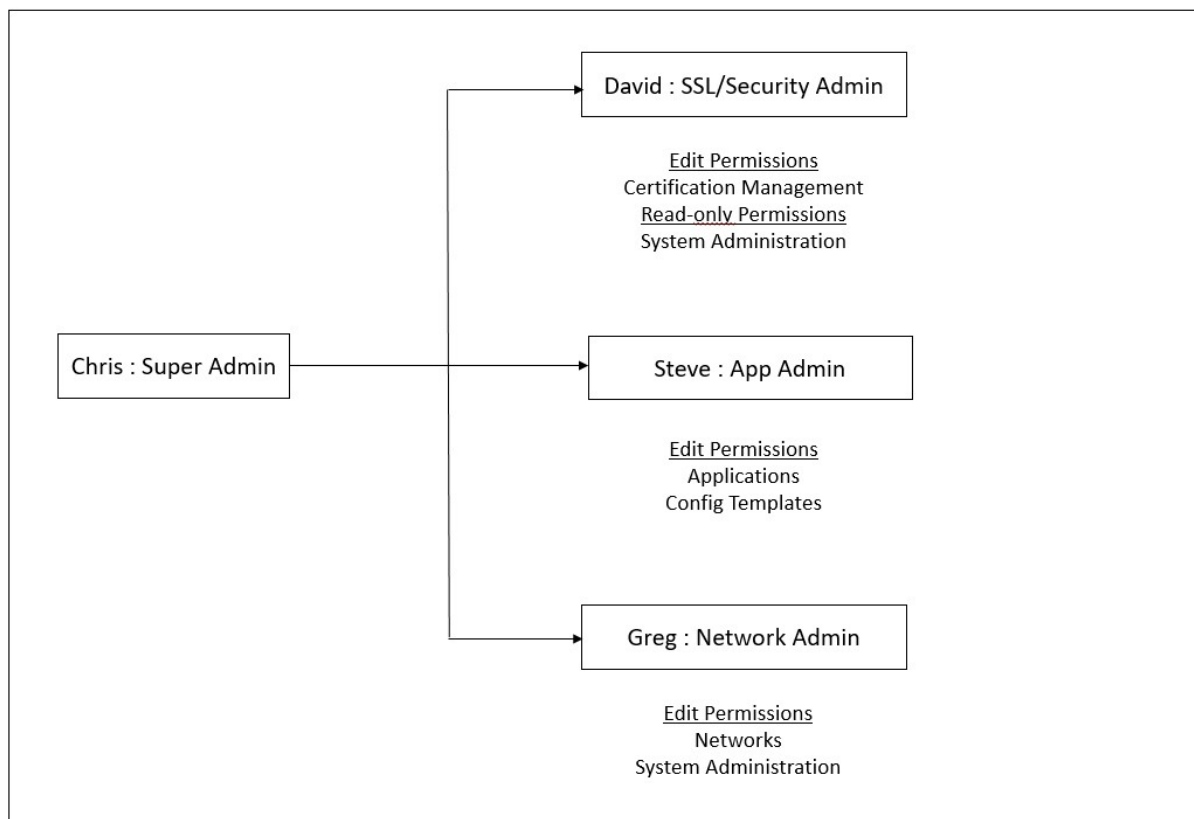 David : SSL/Security Admin
Edit Permissions
Certification Management
Read-only Permissions
System Administration
Chris : Super Admin
Steve : App Admin
Edit Permissions
Applications
Config Templates
Greg : Network Admin
Edit Permissions
Networks
System Administration